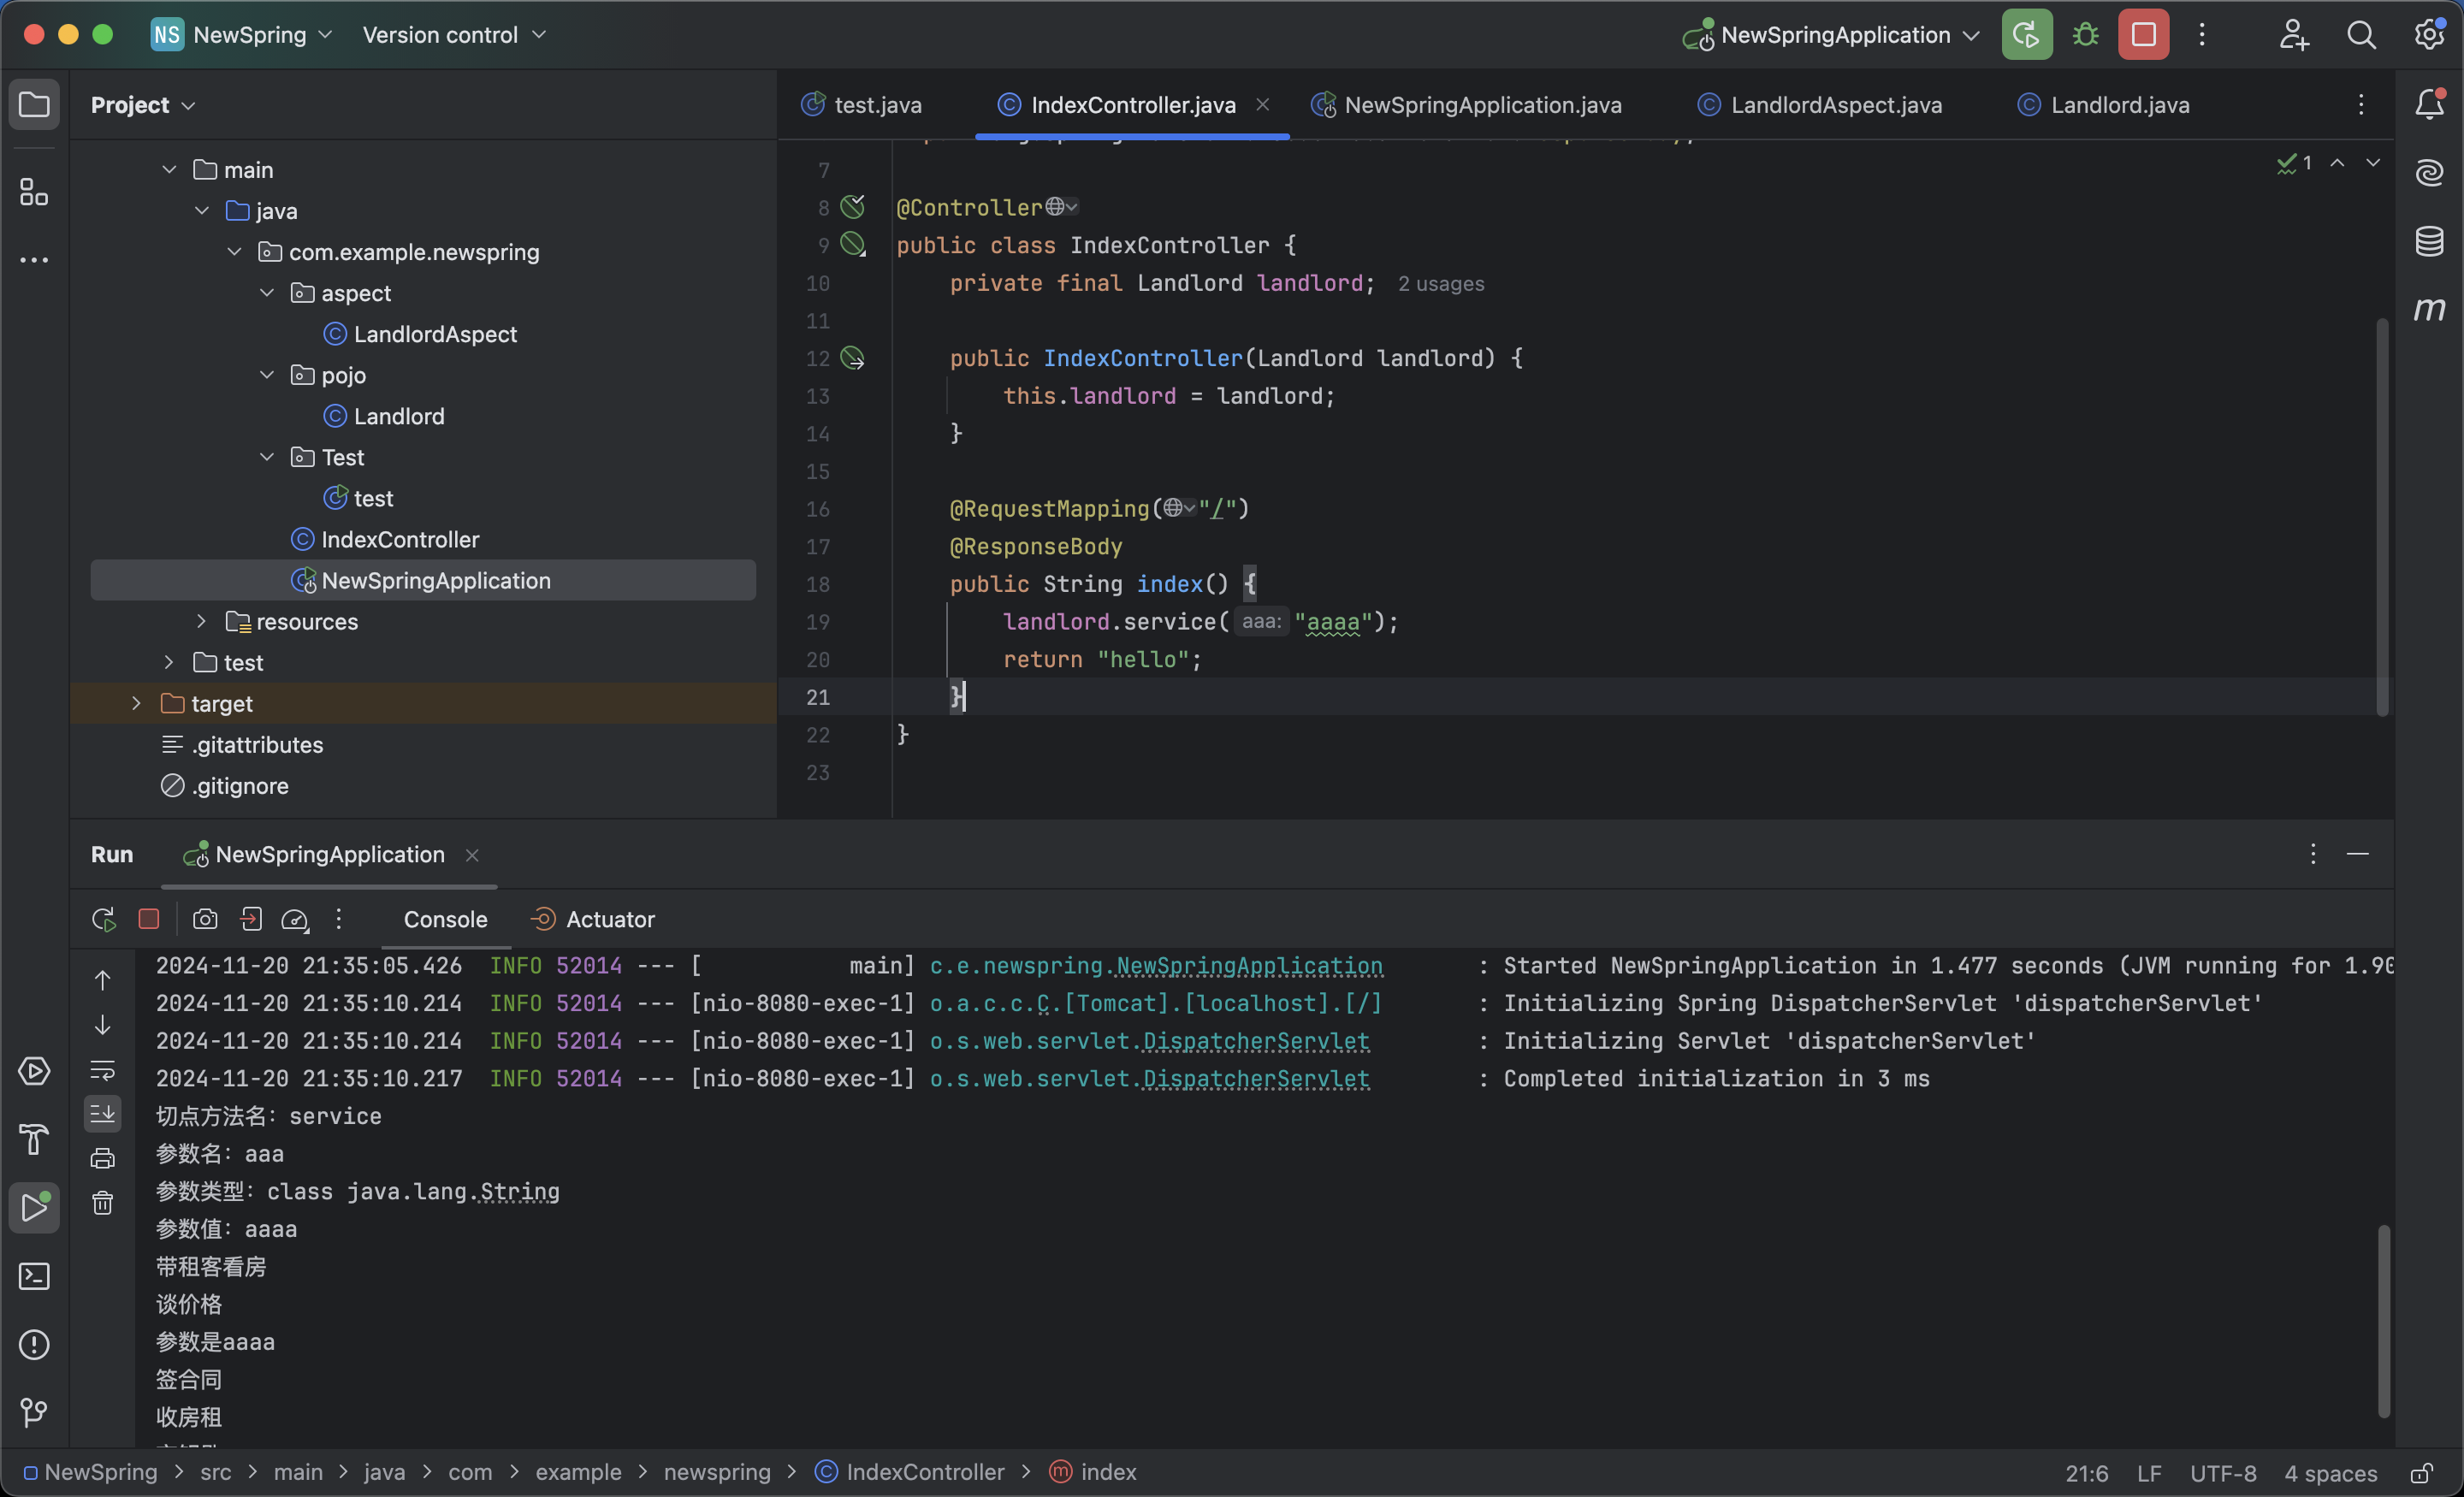 NS NewSpring Version control NewSpringApplication
Project
test.java IndexController.java NewSpringApplication.java LandlordAspect.java Landlord.java
main
java
com.example.newspring
aspect
LandlordAspect
pojo
Landlord
Test
test
IndexController
NewSpringApplication
resources
test
target
.gitattributes
.gitignore
1
7
8 @Controller
9 public class IndexController {
10 private final Landlord landlord; 2 usages
11
12 public IndexController(Landlord landlord) {
13 this.landlord = landlord;
14 }
15
16 @RequestMapping("/")
17 @ResponseBody
18 public String index() {
19 landlord.service( aaa: "aaaa");
20 return "hello";
21 }
22 }
23
m
Run NewSpringApplication
Console Actuator
2024-11-20 21:35:05.426 INFO 52014 --- [ main] c.e.newspring.NewSpringApplication : Started NewSpringApplication in 1.477 seconds (JVM running for 1.90
2024-11-20 21:35:10.214 INFO 52014 --- [nio-8080-exec-1] o.a.c.c.C.[Tomcat].[localhost].[/] : Initializing Spring DispatcherServlet 'dispatcherServlet'
2024-11-20 21:35:10.214 INFO 52014 --- [nio-8080-exec-1] o.s.web.servlet.DispatcherServlet : Initializing Servlet 'dispatcherServlet'
2024-11-20 21:35:10.217 INFO 52014 --- [nio-8080-exec-1] o.s.web.servlet.DispatcherServlet : Completed initialization in 3 ms
切点方法名：service
参数名：aaa
参数类型：class java.lang.String
参数值：aaaa
带租客看房
谈价格
参数是aaaa
签合同
收房租
NewSpring > src > main > java > com > example > newspring > IndexController > index
21:6 LF UTF-8 4 spaces